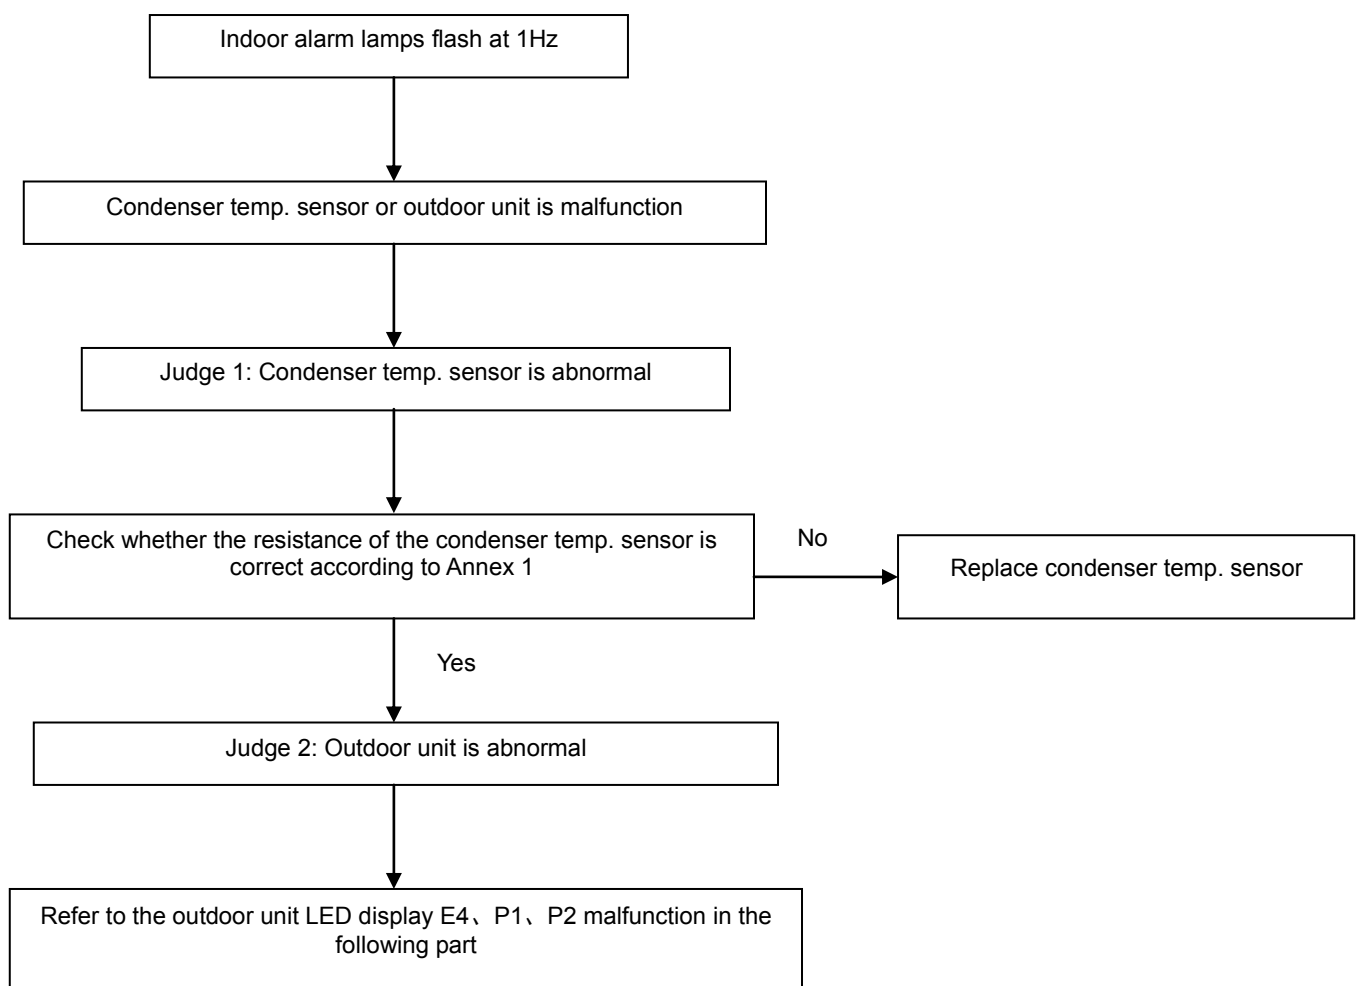 Indoor alarm lamps flash at 1Hz
Condenser temp. sensor or outdoor unit is malfunction
Judge 1: Condenser temp. sensor is abnormal
Check whether the resistance of the condenser temp. sensor is
correct according to Annex 1
No
Replace condenser temp. sensor
Yes
Judge 2: Outdoor unit is abnormal
Refer to the outdoor unit LED display E4、P1、P2 malfunction in the
following part